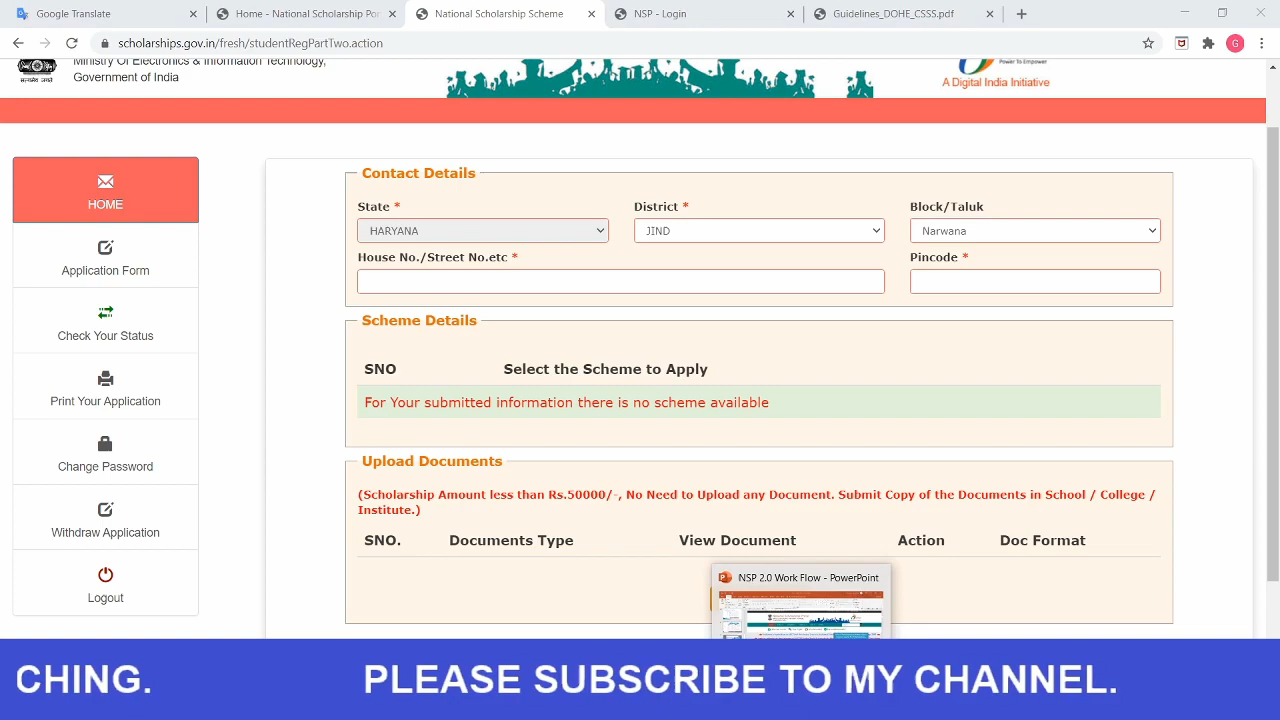 Google Translate
Home - National Scholarship Por
National Scholarship Scheme
NSP - Login
Guidelines_DOHE_CSSS.pdf
scholarships.gov.in/fresh/studentRegPartTwo.action
G
Ministry Of Electronics & Information Technology,
Government of India
Power To Empower
A Digital India Initiative
HOME
Application Form
Check Your Status
Print Your Application
Change Password
Withdraw Application
Logout
Contact Details
State * District * Block/Taluk
HARYANA JIND Narwana
House No./Street No.etc * Pincode *
Scheme Details
SNO Select the Scheme to Apply
For Your submitted information there is no scheme available
Upload Documents
(Scholarship Amount less than Rs.50000/-, No Need to Upload any Document. Submit Copy of the Documents in School / College /
Institute.)
SNO. Documents Type View Document Action Doc Format
NSP 2.0 Work Flow - PowerPoint
CHING. PLEASE SUBSCRIBE TO MY CHANNEL.